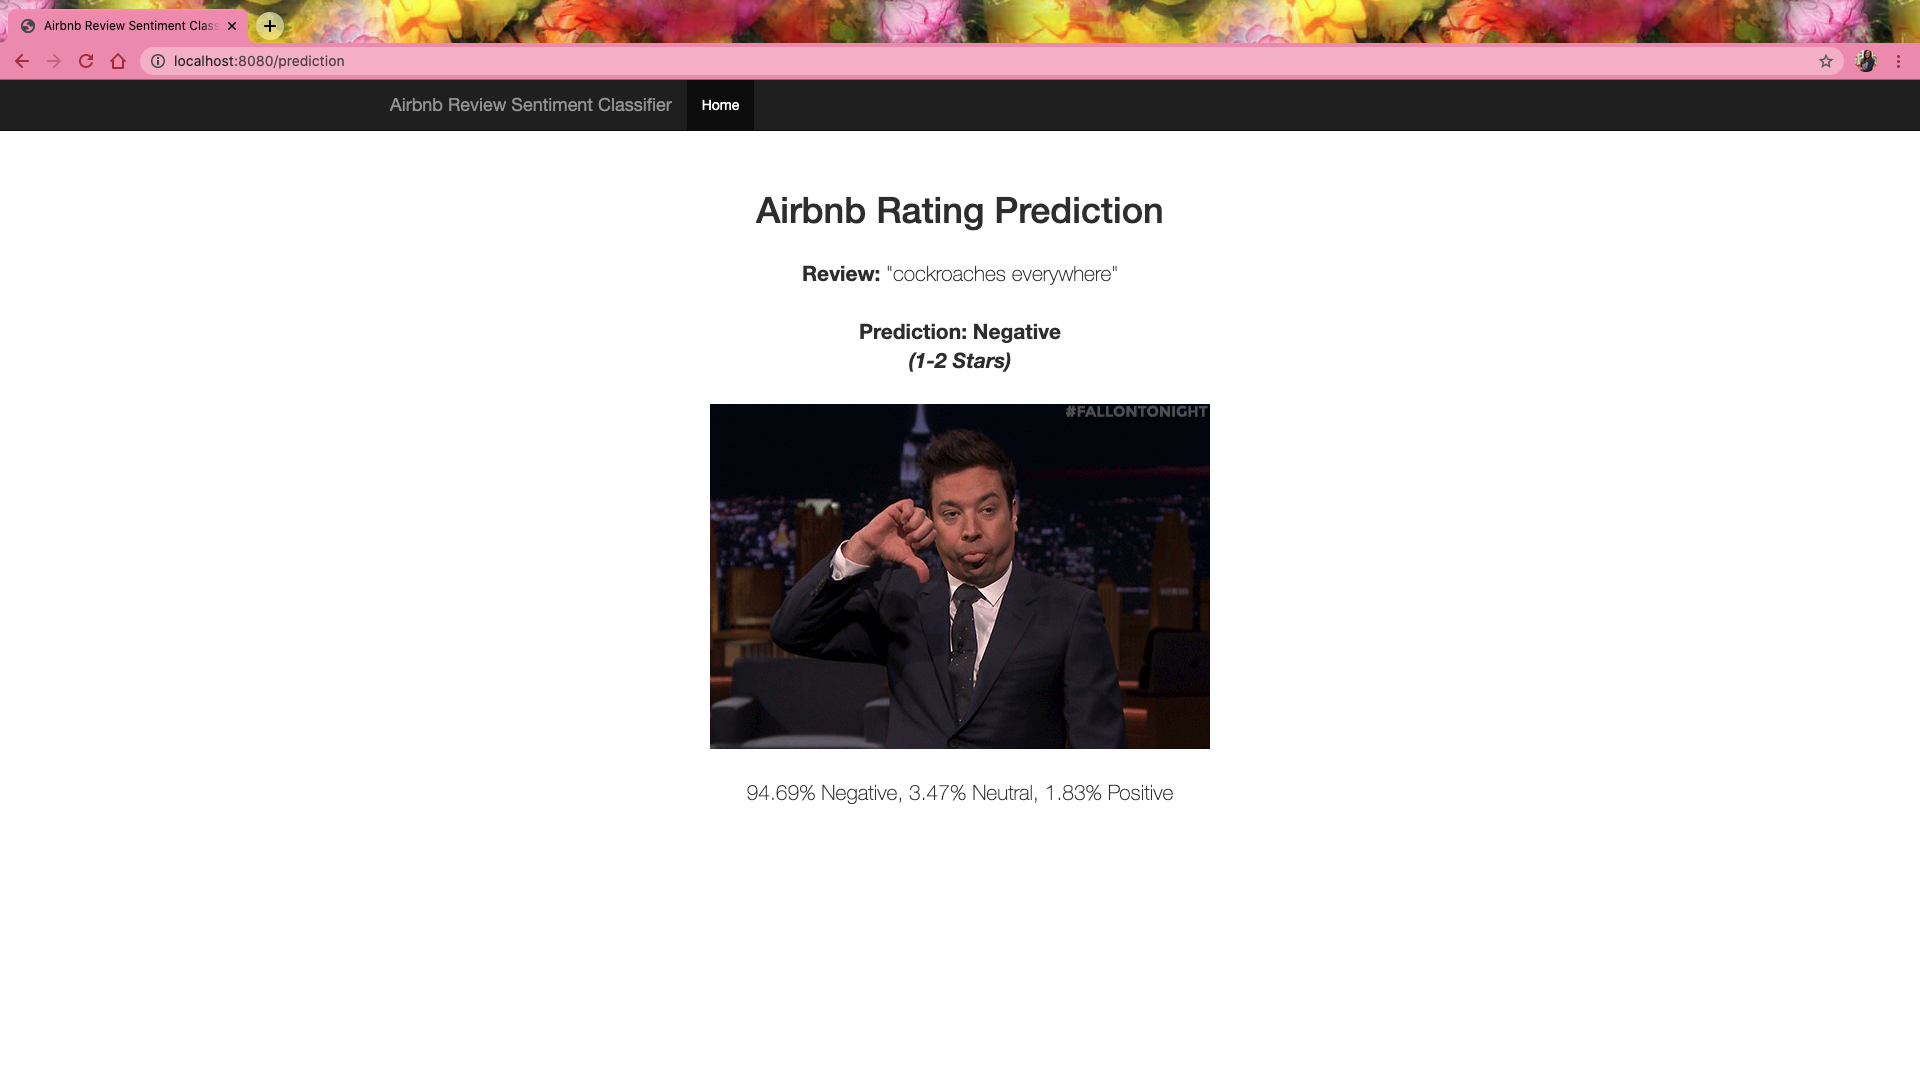 Airbnb Review Sentiment Clas
localhost:8080/prediction
Airbnb Review Sentiment Classifier Home
Airbnb Rating Prediction
Review: "cockroaches everywhere"
Prediction: Negative
(1-2 Stars)
#FALLONTONIGHT
94.69% Negative, 3.47% Neutral, 1.83% Positive